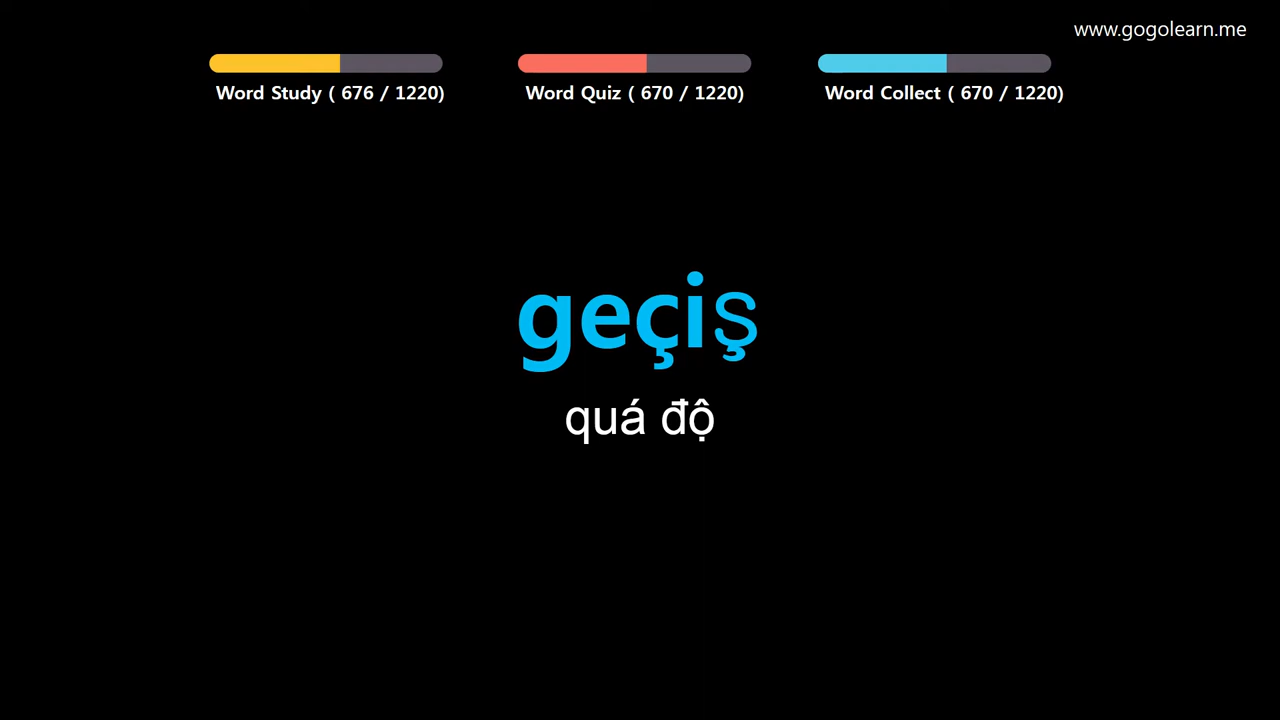 www.gogolearn.me
Word Study ( 676 / 1220)
Word Quiz ( 670 / 1220)
Word Collect ( 670 / 1220)
geçiş
quá độ